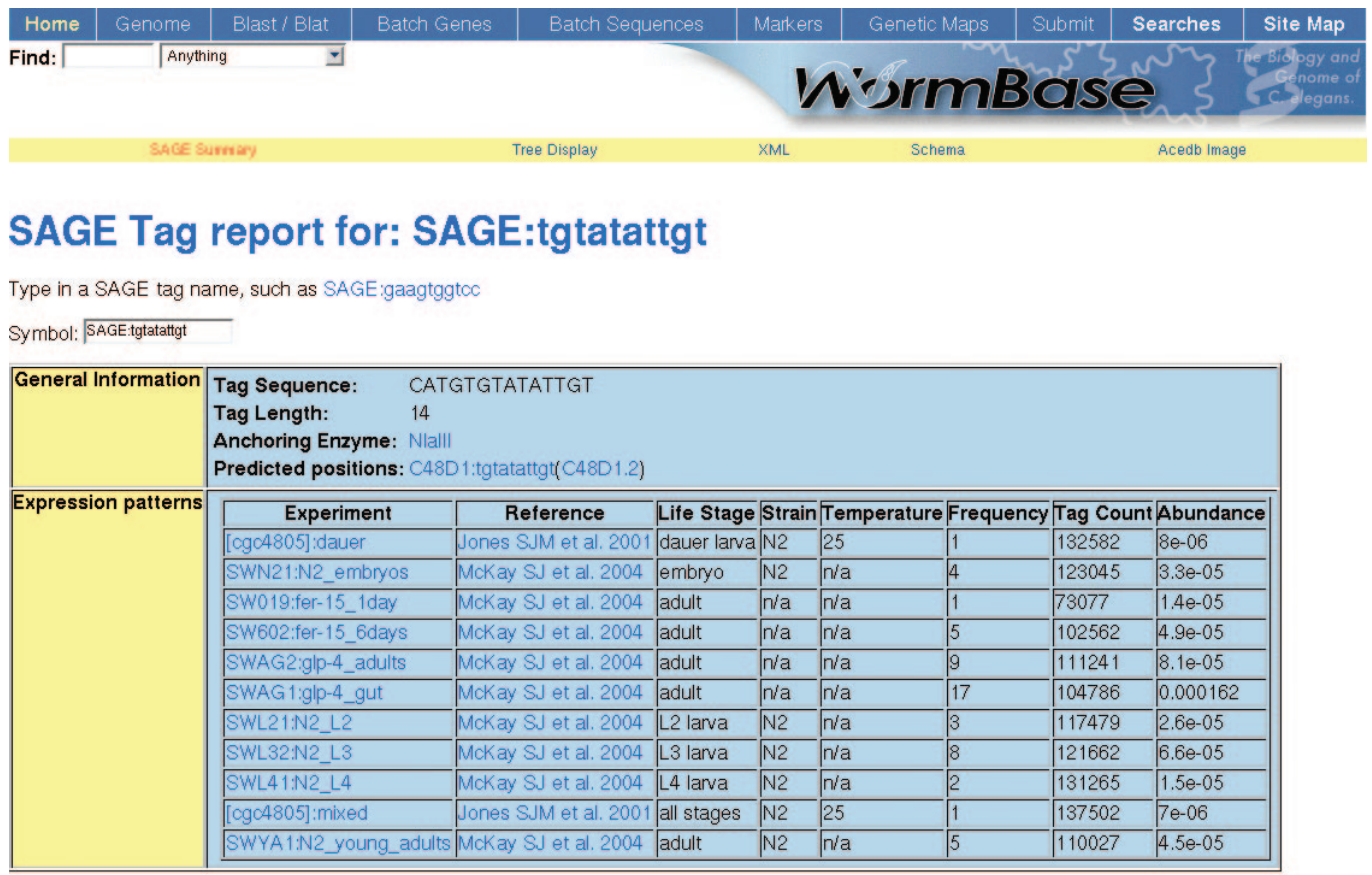 Home Genome Blast / Blat Batch Genes Batch Sequences Markers Genetic Maps Submit Searches Site Map
Find: Anything
WormBase
The Biology and
Genome of
C. elegans.
SAGE Summary Tree Display XML Schema Acedb Image
SAGE Tag report for: SAGE:tgtatattgt
Type in a SAGE tag name, such as SAGE:gaagtggtcc
Symbol: SAGE:tgtatattgt
General Information Tag Sequence: CATGTGTATATTGT
Tag Length: 14
Anchoring Enzyme: NlaIII
Predicted positions: C48D1:tgtatattgt(C48D1.2)
Expression patterns
Experiment Reference Life Stage Strain Temperature Frequency Tag Count Abundance
[cgc4805]:dauer Jones SJM et al. 2001 dauer larva N2 25 1 132582 8e-06
SWN21:N2_embryos McKay SJ et al. 2004 embryo N2 n/a 4 123045 3.3e-05
SW019:fer-15_1day McKay SJ et al. 2004 adult n/a n/a 1 73077 1.4e-05
SW602:fer-15_6days McKay SJ et al. 2004 adult n/a n/a 5 102562 4.9e-05
SWAG2:glp-4_adults McKay SJ et al. 2004 adult n/a n/a 9 111241 8.1e-05
SWAG1:glp-4_gut McKay SJ et al. 2004 adult n/a n/a 17 104786 0.000162
SWL21:N2_L2 McKay SJ et al. 2004 L2 larva N2 n/a 3 117479 2.6e-05
SWL32:N2_L3 McKay SJ et al. 2004 L3 larva N2 n/a 8 121662 6.6e-05
SWL41:N2_L4 McKay SJ et al. 2004 L4 larva N2 n/a 2 131265 1.5e-05
[cgc4805]:mixed Jones SJM et al. 2001 all stages N2 25 1 137502 7e-06
SWYA1:N2_young_adults McKay SJ et al. 2004 adult N2 n/a 5 110027 4.5e-05